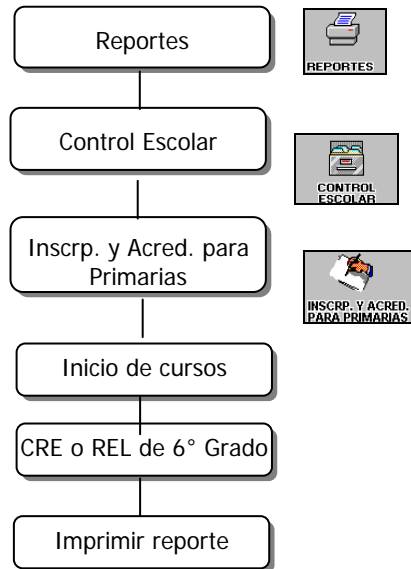 Reportes
REPORTES
Control Escolar
CONTROL
ESCOLAR
Inscrp. y Acred. para
Primarias
INSCRP. Y ACRED.
PARA PRIMARIAS
Inicio de cursos
CRE o REL de 6° Grado
Imprimir reporte